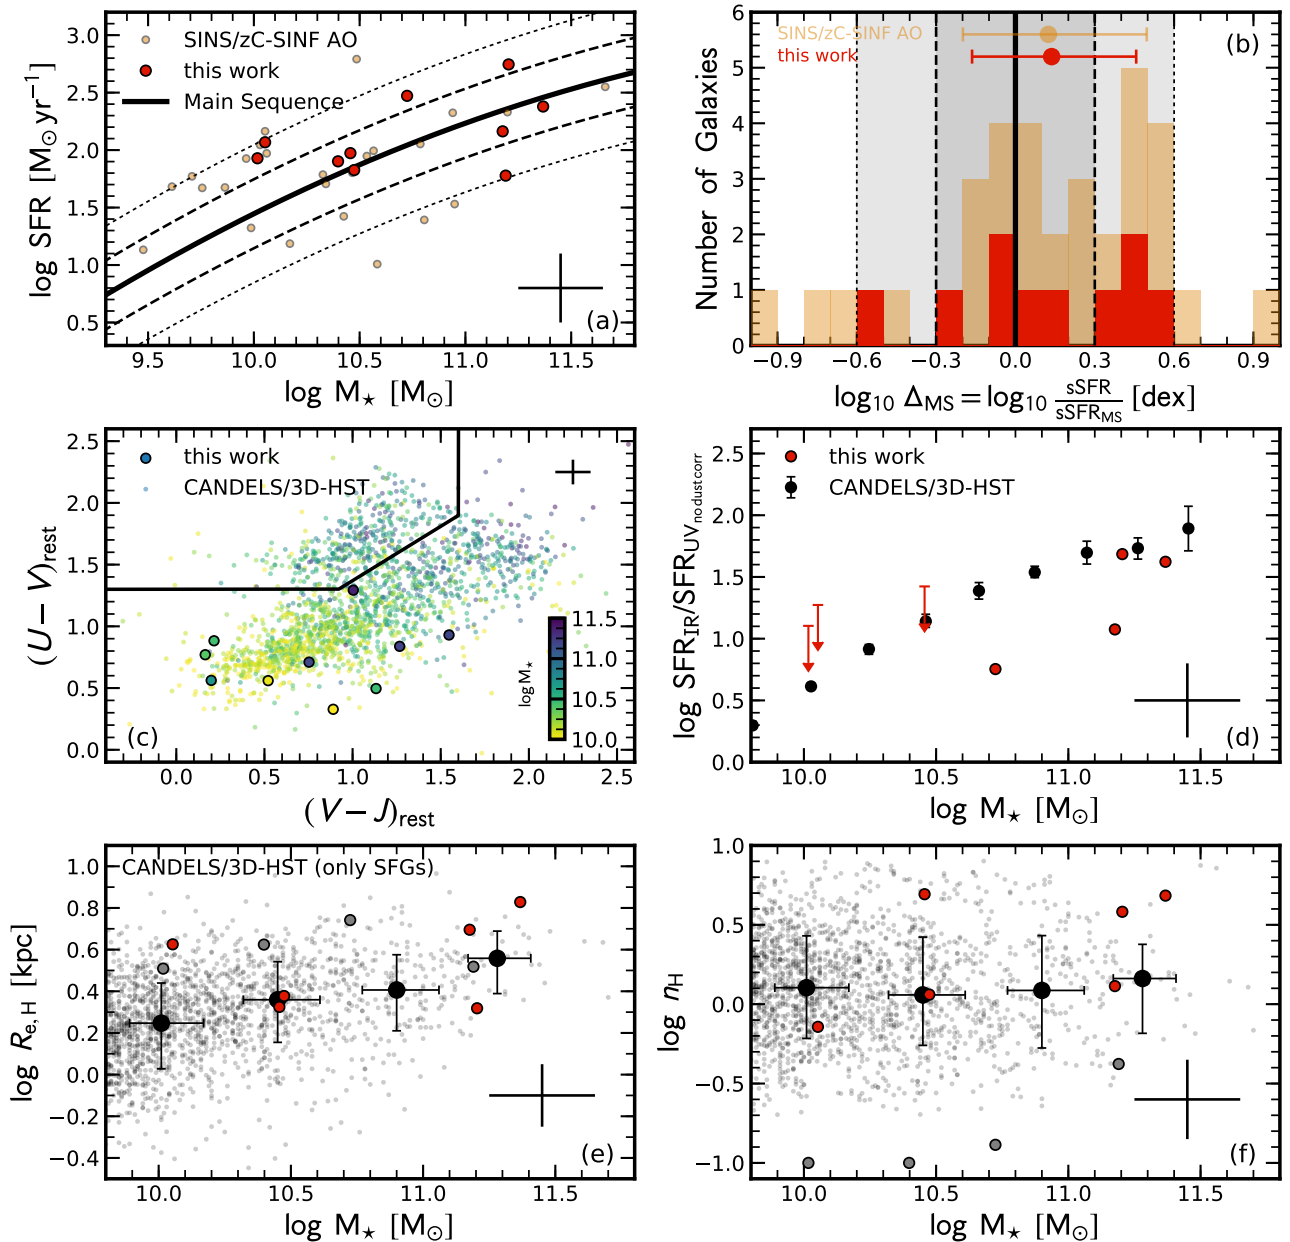 SINS/zC-SINF AO
this work
Main Sequence
log SFR [M⊙ yr⁻¹]
3.0
2.5
2.0
1.5
1.0
0.5
(a)
9.5 10.0 10.5 11.0 11.5
log M⋆ [M⊙]
SINS/zC-SINF AO
this work
(b)
Number of Galaxies
6
5
4
3
2
1
0
−0.9 −0.6 −0.3 0.0 0.3 0.6 0.9
log₁₀ Δ_MS = log₁₀ sSFR/sSFR_MS [dex]
this work
CANDELS/3D-HST
(U − V)rest
2.5
2.0
1.5
1.0
0.5
0.0
log M⋆
11.5
11.0
10.5
10.0
(c)
0.0 0.5 1.0 1.5 2.0 2.5
(V − J)rest
this work
CANDELS/3D-HST
log SFR_IR/SFR_UV no dust corr
2.5
2.0
1.5
1.0
0.5
0.0
(d)
10.0 10.5 11.0 11.5
log M⋆ [M⊙]
CANDELS/3D-HST (only SFGs)
log R_e,H [kpc]
1.0
0.8
0.6
0.4
0.2
0.0
−0.2
−0.4
(e)
10.0 10.5 11.0 11.5
log M⋆ [M⊙]
log n_H
1.0
0.5
0.0
−0.5
−1.0
(f)
10.0 10.5 11.0 11.5
log M⋆ [M⊙]